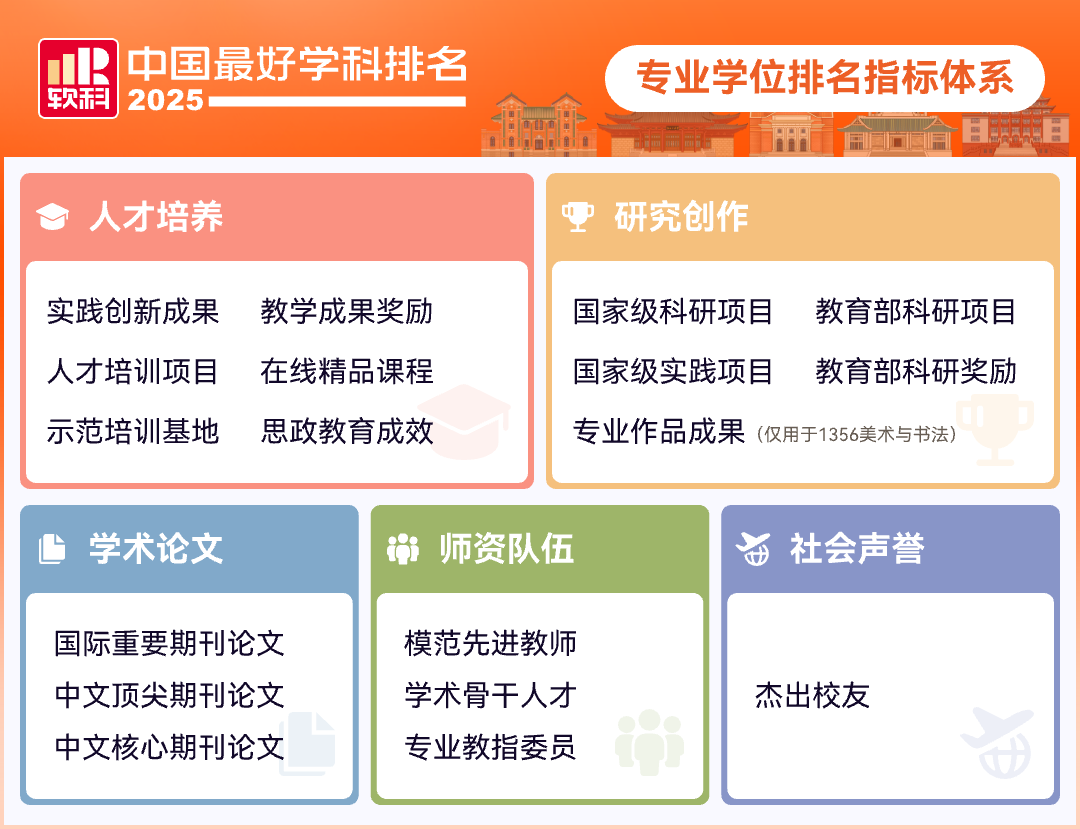 软科
中国最好学科排名
2025
专业学位排名指标体系
人才培养
实践创新成果 教学成果奖励
人才培训项目 在线精品课程
示范培训基地 思政教育成效
研究创作
国家级科研项目 教育部科研项目
国家级实践项目 教育部科研奖励
专业作品成果（仅用于1356美术与书法）
学术论文
国际重要期刊论文
中文顶尖期刊论文
中文核心期刊论文
师资队伍
模范先进教师
学术骨干人才
专业教指委员
社会声誉
杰出校友